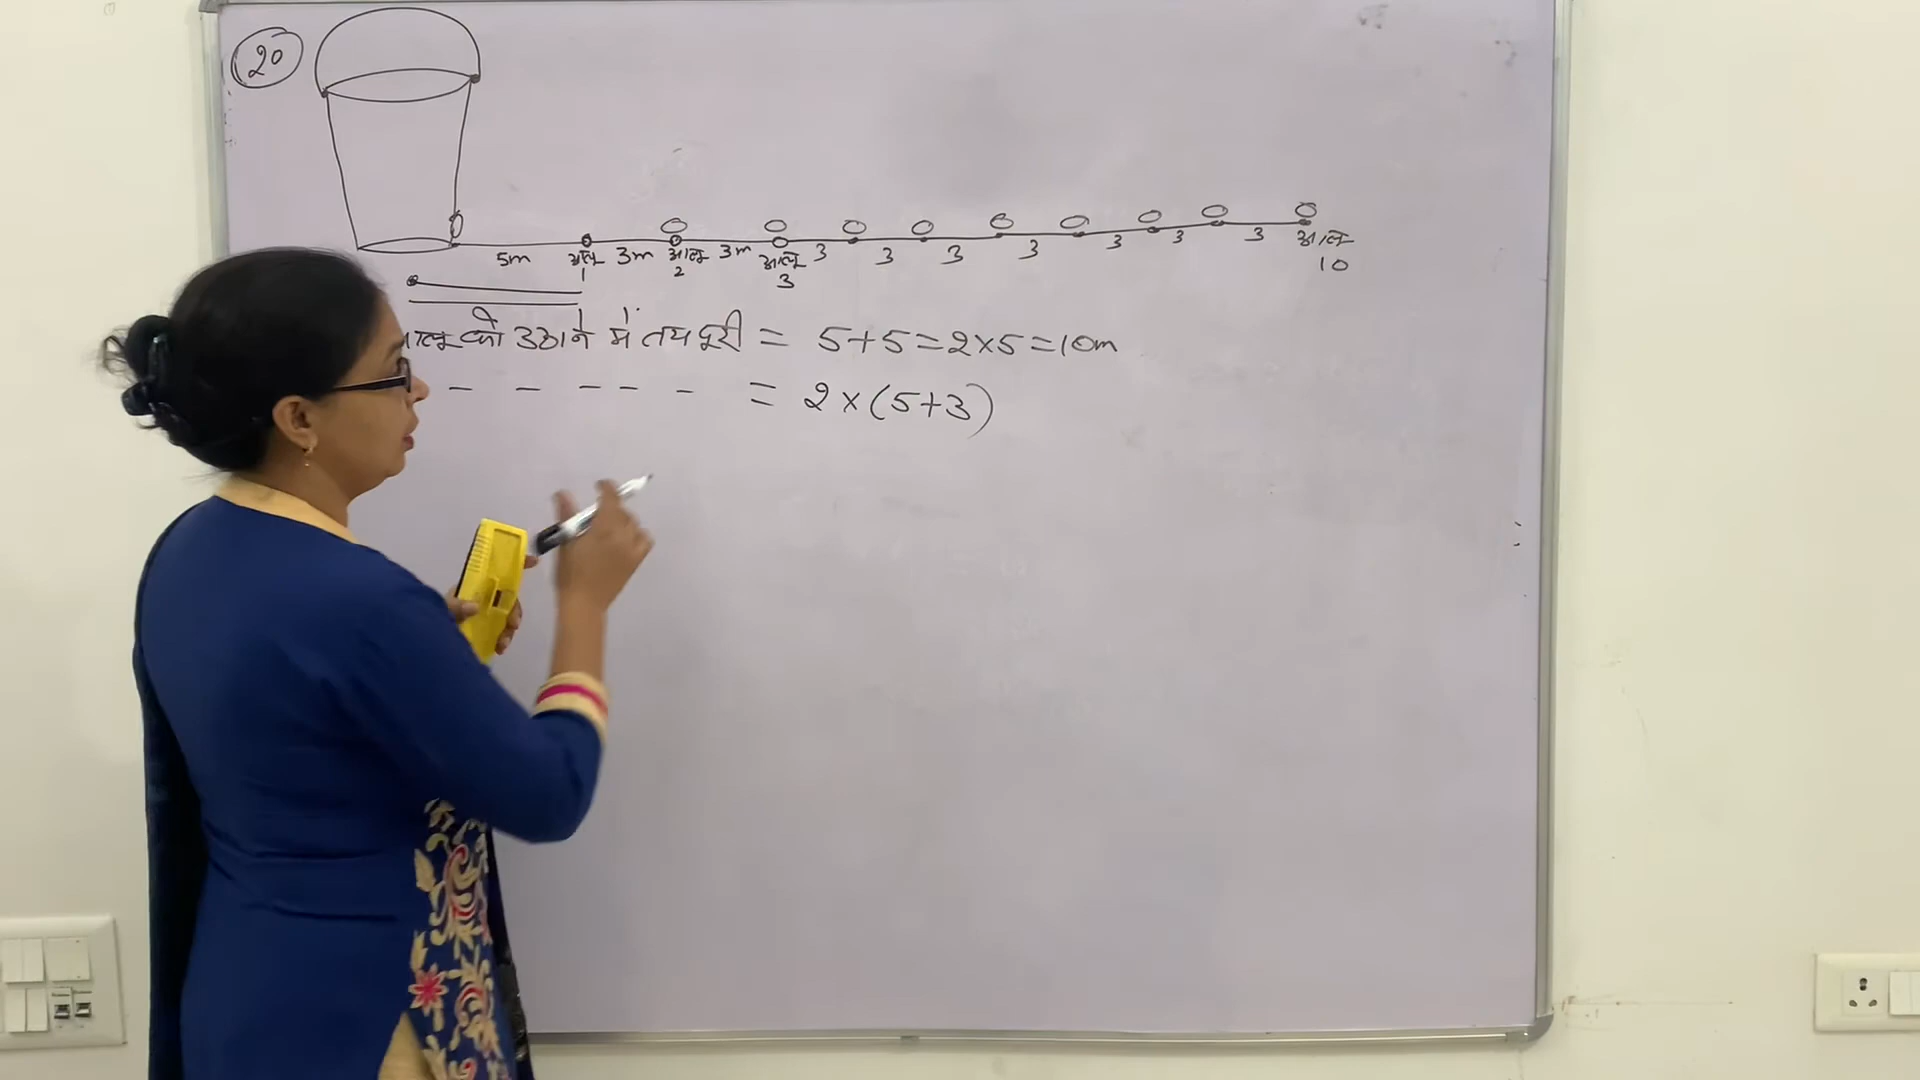 20
5m आलू 1 3m आलू 2 3m आलू 3 3 3 3 3 3 3 3 आलू 10
को उठाने में तय दूरी = 5+5=2×5=10m
- - - - - - = 2×(5+3)